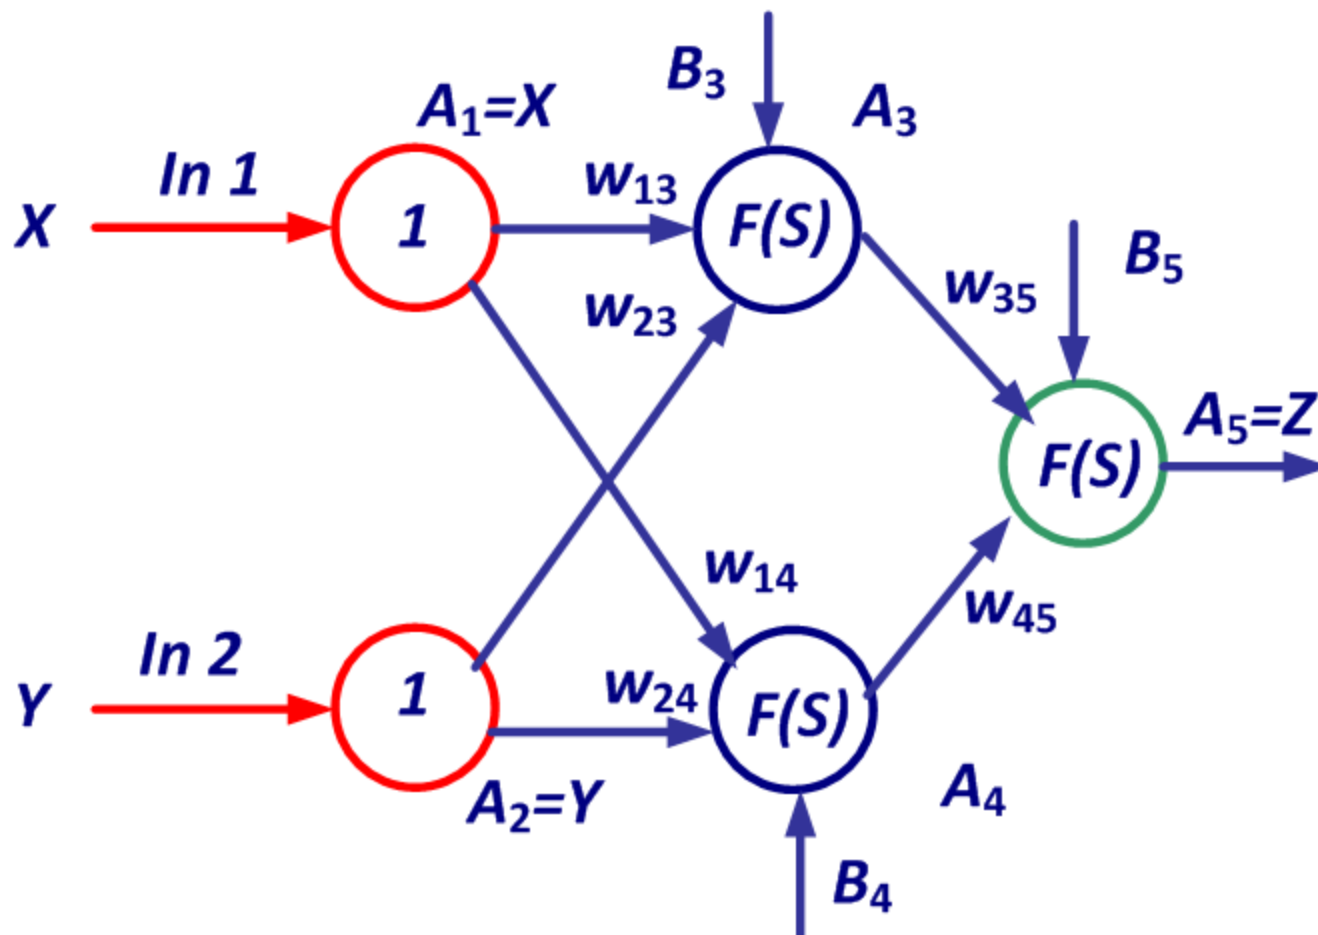 B₃
A₁=X
A₃
In 1
w₁₃
X
1
F(S)
B₅
w₂₃
w₃₅
A₅=Z
F(S)
w₁₄
w₄₅
In 2
w₂₄
Y
1
F(S)
A₂=Y
A₄
B₄